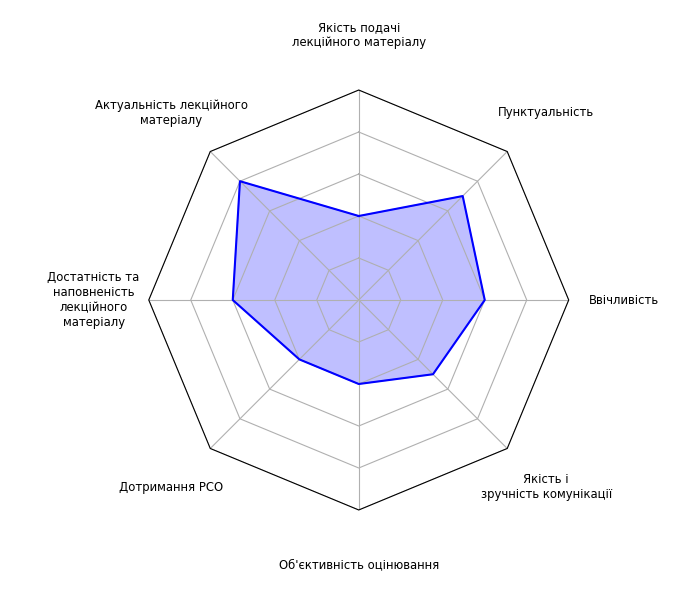 Якість подачі
лекційного матеріалу
Актуальність лекційного
матеріалу
Пунктуальність
Достатність та
наповненість
лекційного
матеріалу
Ввічливість
Дотримання РСО
Якість і
зручність комунікації
Об'єктивність оцінювання